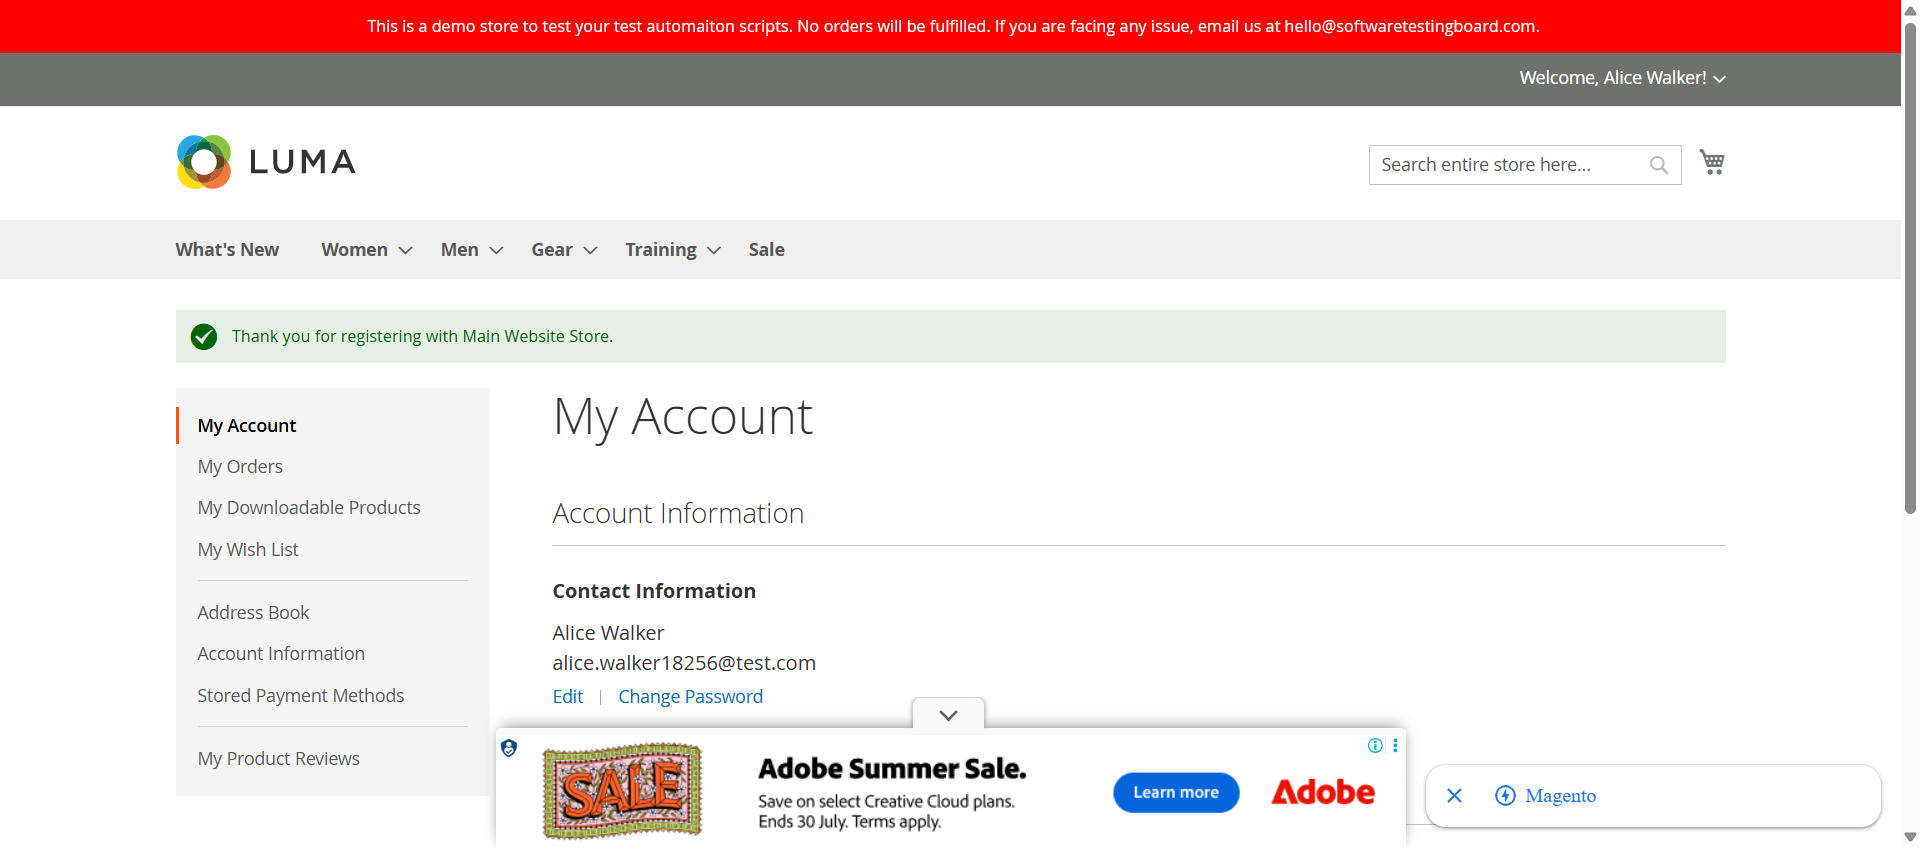 This is a demo store to test your test automaiton scripts. No orders will be fulfilled. If you are facing any issue, email us at hello@softwaretestingboard.com.
Welcome, Alice Walker!
LUMA
Search entire store here...
What's New
Women
Men
Gear
Training
Sale
Thank you for registering with Main Website Store.
My Account
My Orders
My Downloadable Products
My Wish List
Address Book
Account Information
Stored Payment Methods
My Product Reviews
My Account
Account Information
Contact Information
Alice Walker
alice.walker18256@test.com
Edit | Change Password
SALE
Adobe Summer Sale.
Save on select Creative Cloud plans.
Ends 30 July. Terms apply.
Learn more
Adobe
Magento